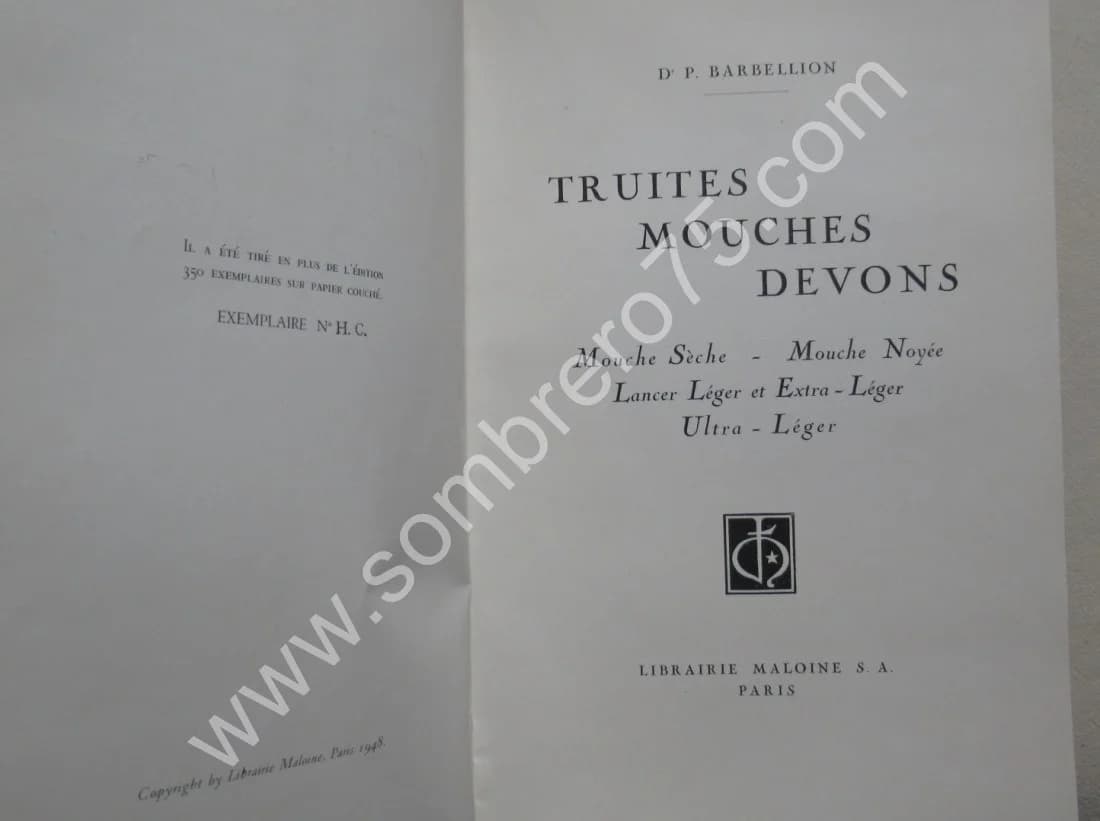 Il a été tiré en plus de l'édition
350 exemplaires sur papier couché.
EXEMPLAIRE No H. C.
Copyright by Librairie Maloine, Paris 1948.
Dr P. BARBELLION
TRUITES
MOUCHES
DEVONS
Mouche Sèche - Mouche Noyée
Lancer Léger et Extra-Léger
Ultra-Léger
LIBRAIRIE MALOINE S. A.
PARIS
www.sombrero75.com